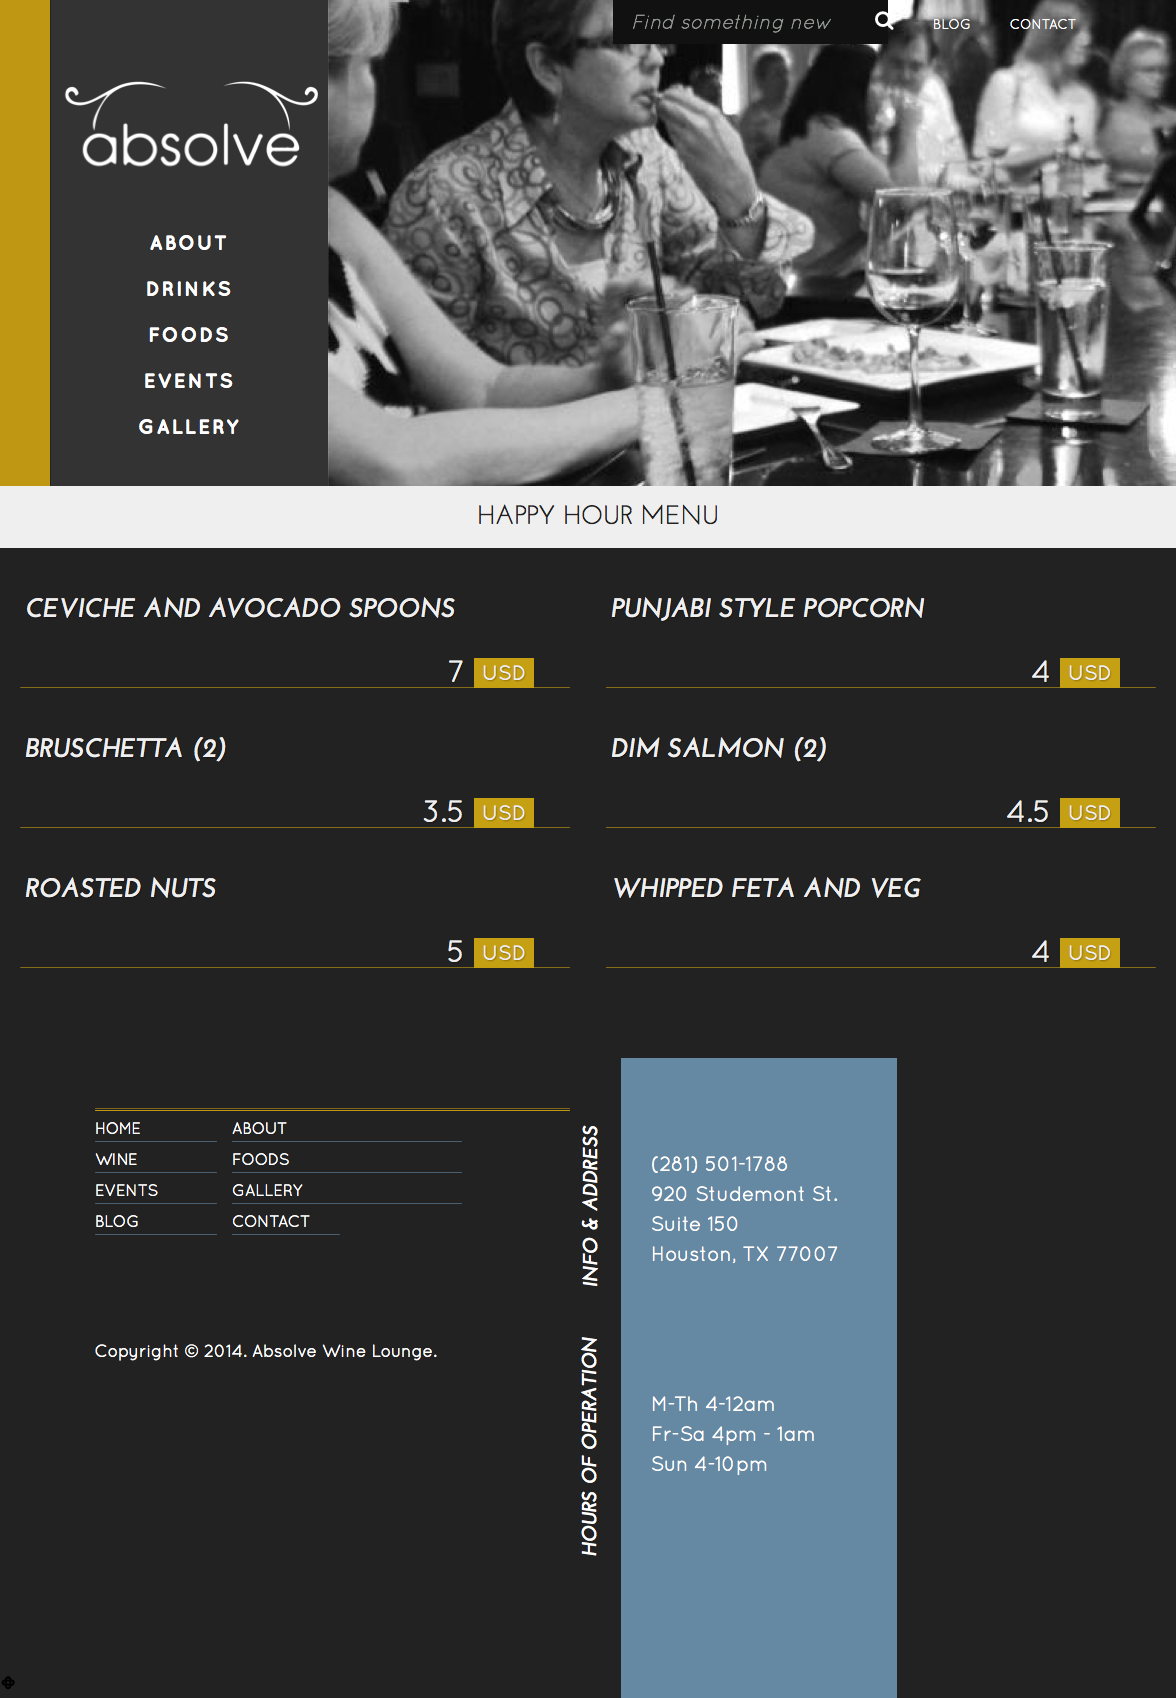 Find something new
BLOG
CONTACT
absolve
ABOUT
DRINKS
FOODS
EVENTS
GALLERY
HAPPY HOUR MENU
CEVICHE AND AVOCADO SPOONS
7 USD
PUNJABI STYLE POPCORN
4 USD
BRUSCHETTA (2)
3.5 USD
DIM SALMON (2)
4.5 USD
ROASTED NUTS
5 USD
WHIPPED FETA AND VEG
4 USD
HOME
ABOUT
WINE
FOODS
EVENTS
GALLERY
BLOG
CONTACT
Copyright © 2014. Absolve Wine Lounge.
INFO & ADDRESS
(281) 501-1788
920 Studemont St.
Suite 150
Houston, TX 77007
HOURS OF OPERATION
M-Th 4-12am
Fr-Sa 4pm - 1am
Sun 4-10pm